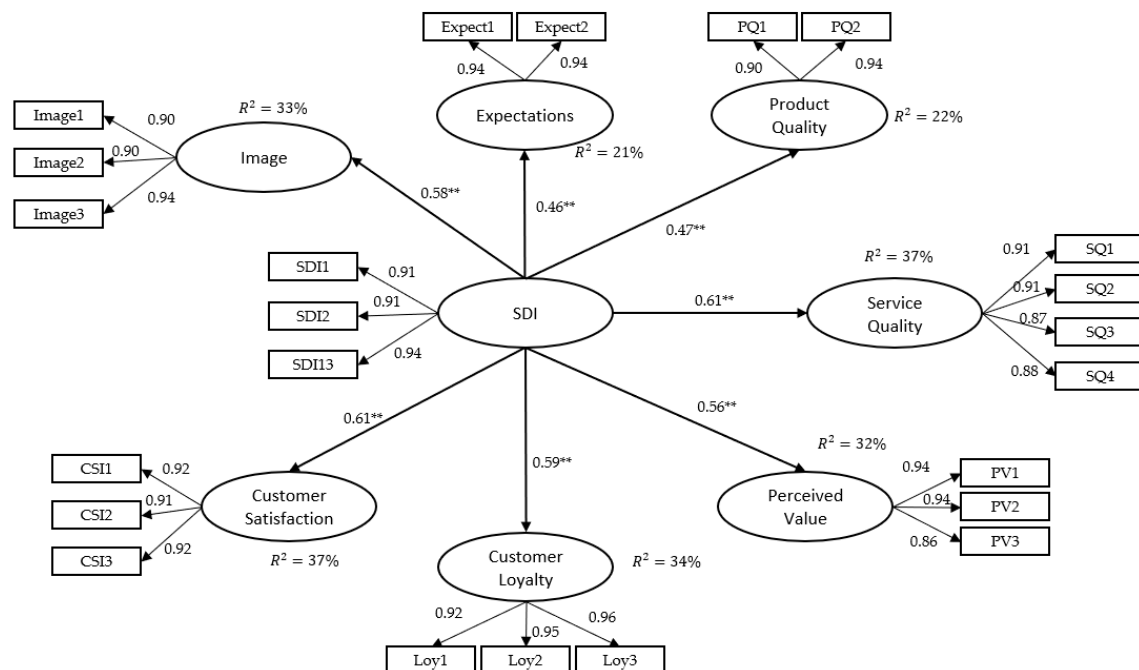 Expect1
Expect2
PQ1
PQ2
0.94
0.94
0.90
0.94
Expectations
Product
Quality
R² = 21%
R² = 22%
Image1
Image2
Image3
0.90
0.90
0.94
R² = 33%
Image
0.58**
0.46**
0.47**
SDI1
SDI2
SDI13
0.91
0.91
0.94
SDI
0.61**
R² = 37%
Service
Quality
0.91
0.91
0.87
0.88
SQ1
SQ2
SQ3
SQ4
0.61**
0.59**
0.56**
CSI1
CSI2
CSI3
0.92
0.91
0.92
Customer
Satisfaction
R² = 37%
Customer
Loyalty
R² = 34%
0.92
0.95
0.96
Loy1
Loy2
Loy3
R² = 32%
Perceived
Value
0.94
0.94
0.86
PV1
PV2
PV3